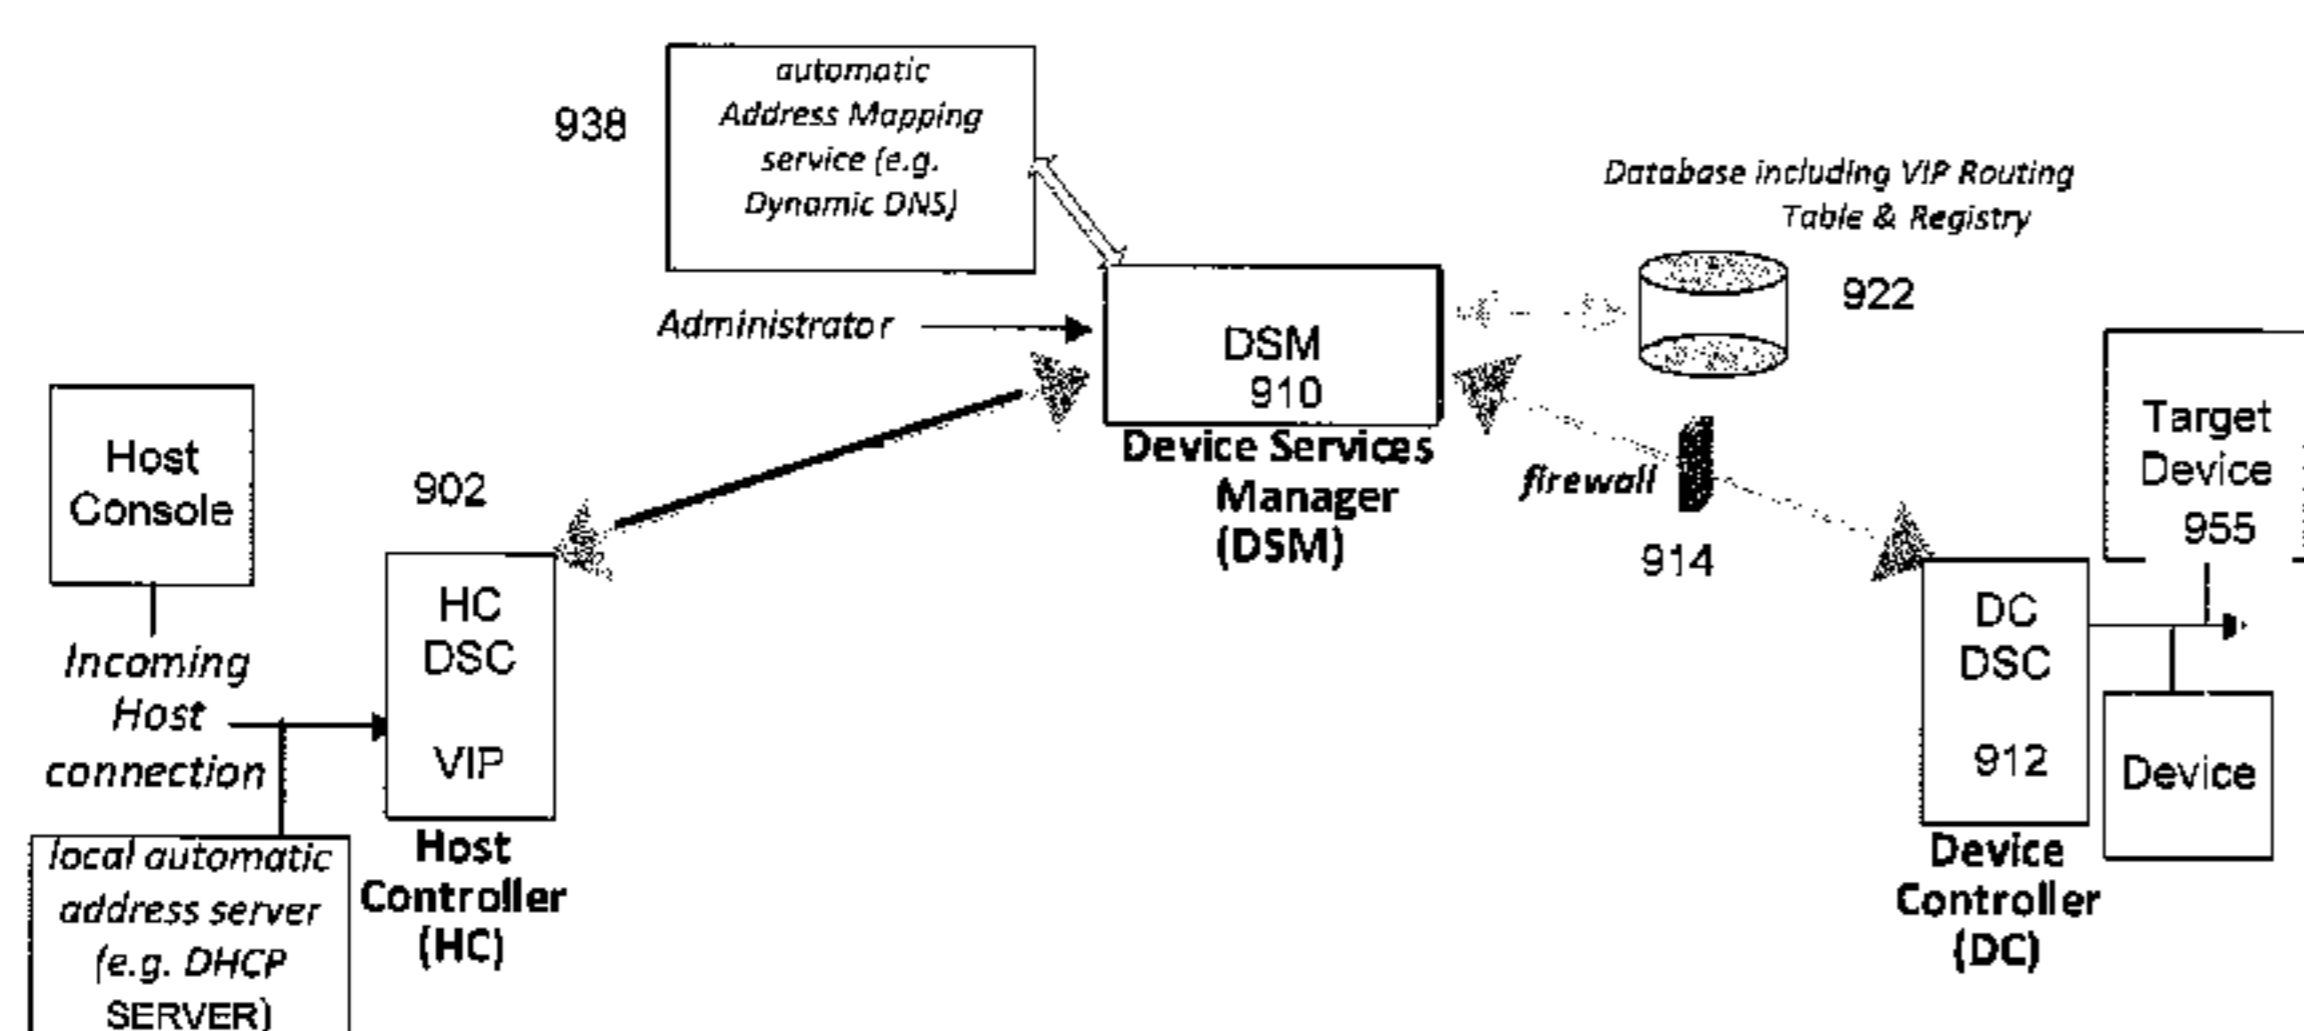 automatic
Address Mapping
service (e.g.
Dynamic DNS)
938
Database including VIP Routing
Table & Registry
922
Administrator
DSM
910
Device Services
Manager
(DSM)
firewall
914
Host
Console
902
Incoming
Host
connection
HC
DSC
VIP
Host
Controller
(HC)
local automatic
address server
(e.g. DHCP
SERVER)
Target
Device
955
DC
DSC
912
Device
Controller
(DC)
Device